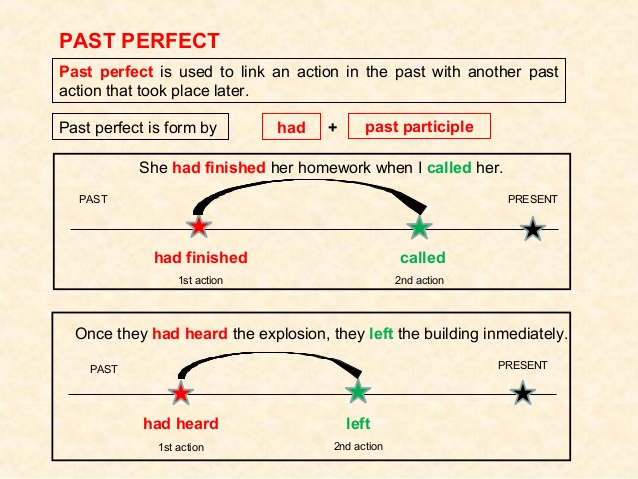 PAST PERFECT
Past perfect is used to link an action in the past with another past
action that took place later.
Past perfect is form by had + past participle
She had finished her homework when I called her.
PAST PRESENT
had finished called
1st action 2nd action
Once they had heard the explosion, they left the building inmediately.
PAST PRESENT
had heard left
1st action 2nd action